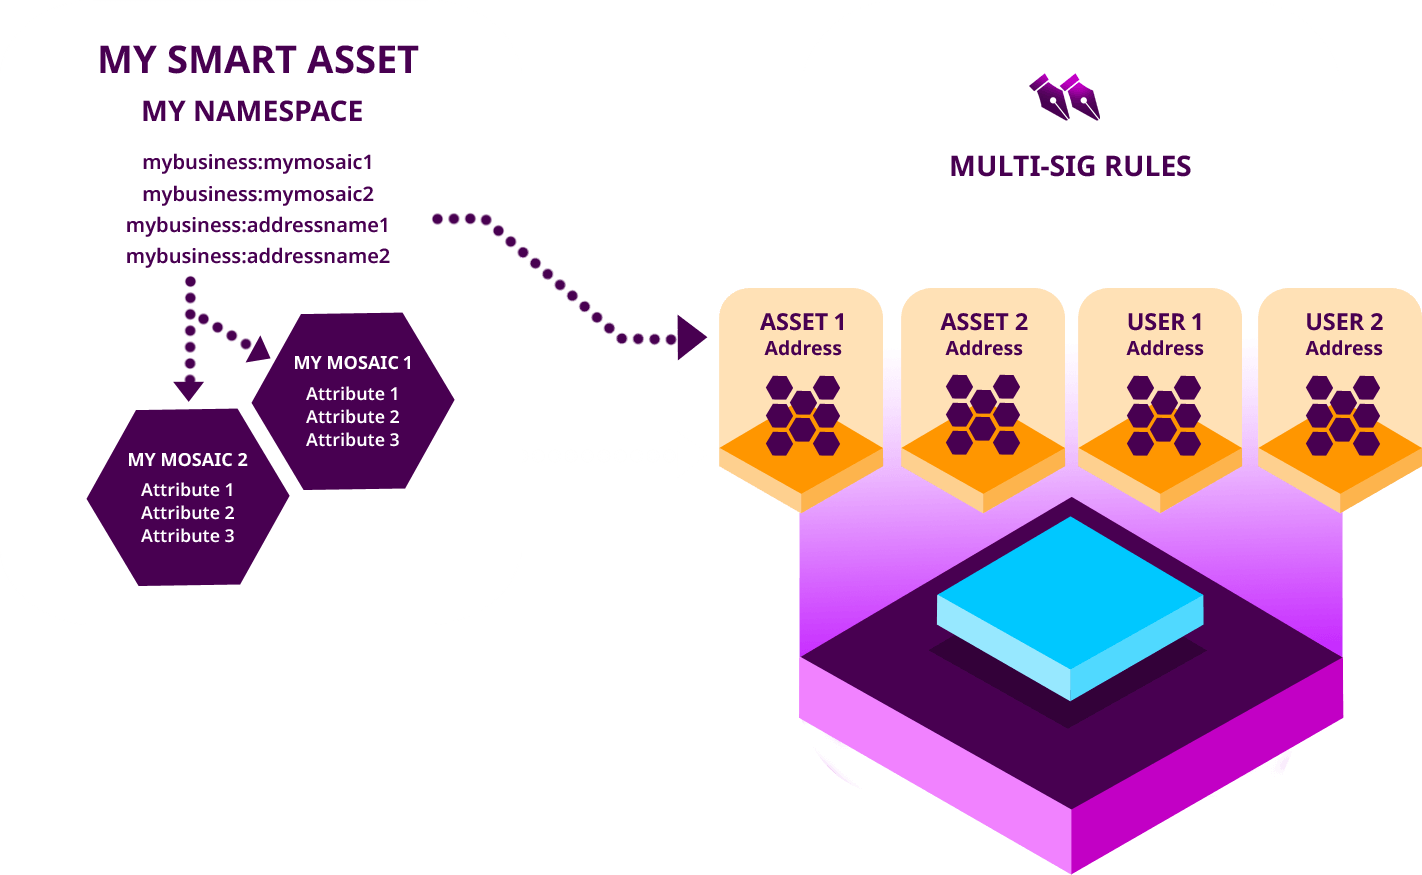 MY SMART ASSET
MY NAMESPACE
mybusiness:mymosaic1
mybusiness:mymosaic2
mybusiness:addressname1
mybusiness:addressname2
MY MOSAIC 1
Attribute 1
Attribute 2
Attribute 3
MY MOSAIC 2
Attribute 1
Attribute 2
Attribute 3
MULTI-SIG RULES
ASSET 1
Address
ASSET 2
Address
USER 1
Address
USER 2
Address